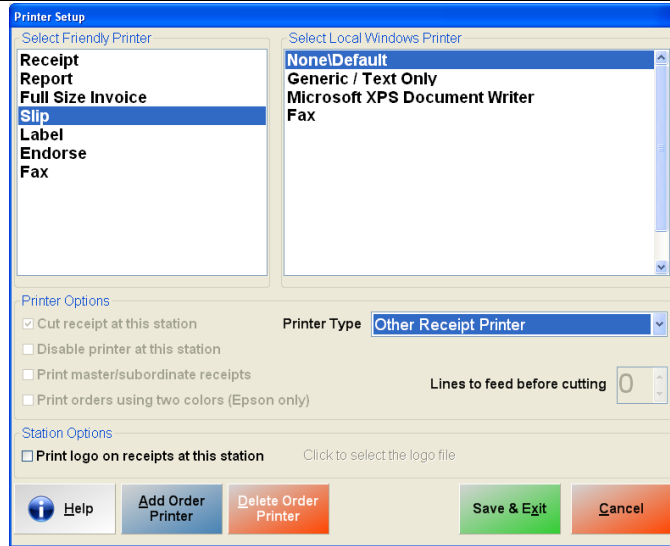 Printer Setup
Select Friendly Printer
Receipt
Report
Full Size Invoice
Slip
Label
Endorse
Fax
Select Local Windows Printer
None\Default
Generic / Text Only
Microsoft XPS Document Writer
Fax
Printer Options
Cut receipt at this station
Printer Type Other Receipt Printer
Disable printer at this station
Print master/subordinate receipts
Lines to feed before cutting 0
Print orders using two colors (Epson only)
Station Options
Print logo on receipts at this station Click to select the logo file
Help
Add Order
Printer
Delete Order
Printer
Save & Exit
Cancel